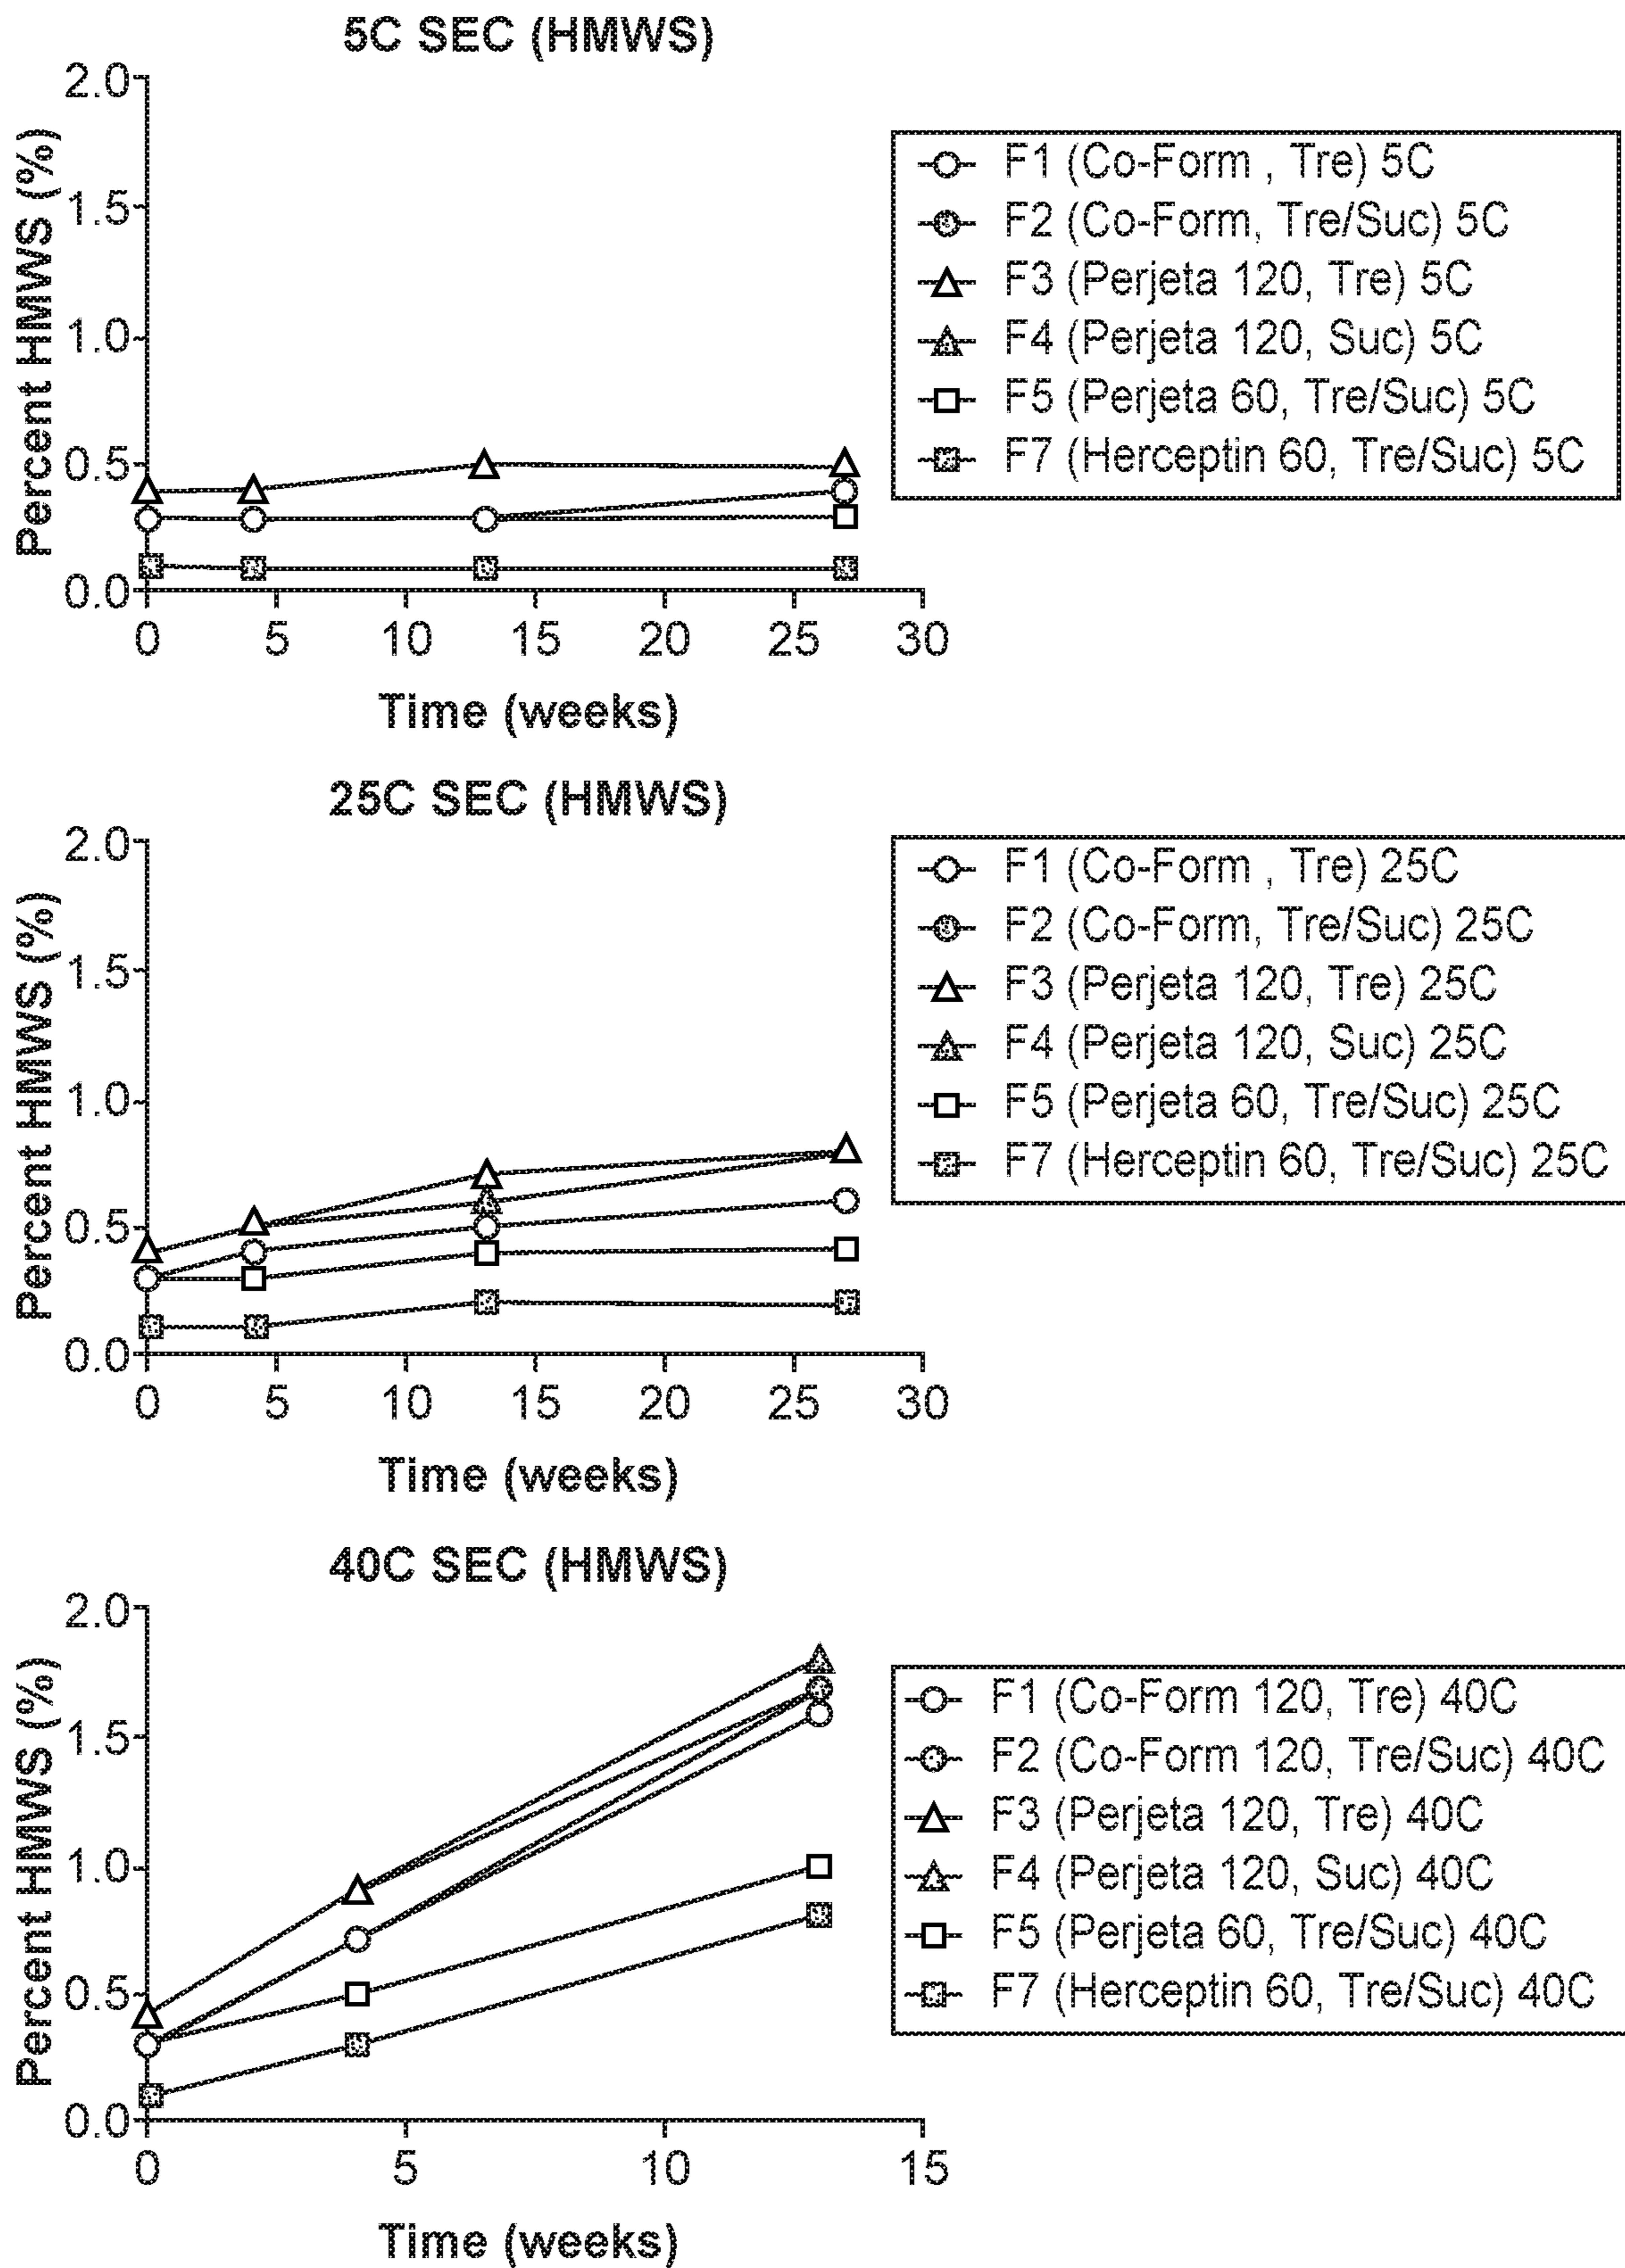 5C SEC (HMWS)
Percent HMWS (%)
2.0
1.5
1.0
0.5
0.0
0 5 10 15 20 25 30
Time (weeks)
F1 (Co-Form , Tre) 5C
F2 (Co-Form, Tre/Suc) 5C
F3 (Perjeta 120, Tre) 5C
F4 (Perjeta 120, Suc) 5C
F5 (Perjeta 60, Tre/Suc) 5C
F7 (Herceptin 60, Tre/Suc) 5C
25C SEC (HMWS)
Percent HMWS (%)
2.0
1.5
1.0
0.5
0.0
0 5 10 15 20 25 30
Time (weeks)
F1 (Co-Form , Tre) 25C
F2 (Co-Form, Tre/Suc) 25C
F3 (Perjeta 120, Tre) 25C
F4 (Perjeta 120, Suc) 25C
F5 (Perjeta 60, Tre/Suc) 25C
F7 (Herceptin 60, Tre/Suc) 25C
40C SEC (HMWS)
Percent HMWS (%)
2.0
1.5
1.0
0.5
0.0
0 5 10 15
Time (weeks)
F1 (Co-Form 120, Tre) 40C
F2 (Co-Form 120, Tre/Suc) 40C
F3 (Perjeta 120, Tre) 40C
F4 (Perjeta 120, Suc) 40C
F5 (Perjeta 60, Tre/Suc) 40C
F7 (Herceptin 60, Tre/Suc) 40C